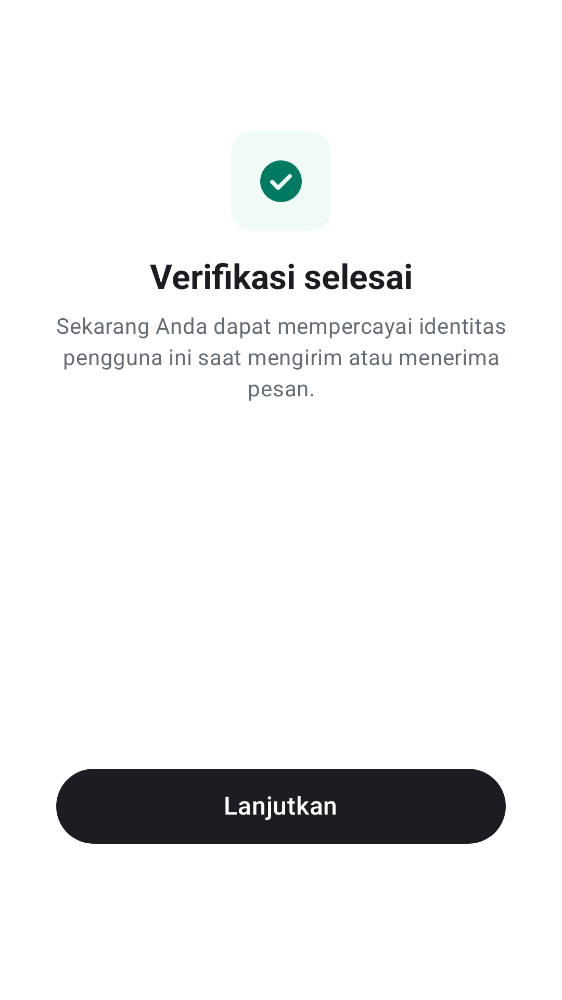 Verifikasi selesai
Sekarang Anda dapat mempercayai identitas
pengguna ini saat mengirim atau menerima
pesan.
Lanjutkan